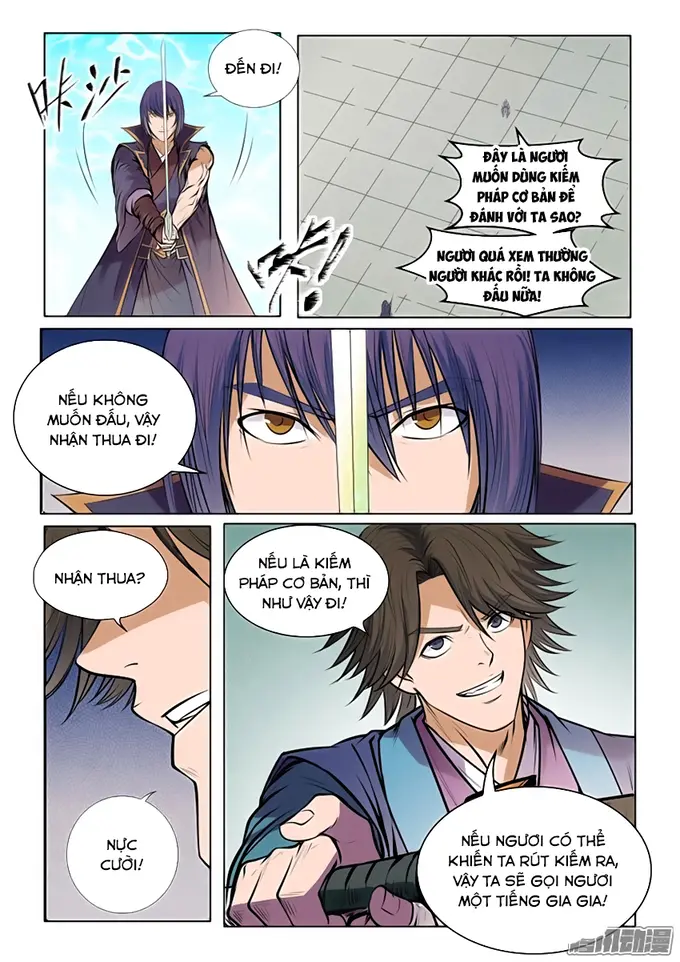 咔 沙
ĐẾN ĐI!
咔!
ĐÂY LÀ NGƯƠI
MUỐN DÙNG KIẾM
PHÁP CƠ BẢN ĐỂ
ĐÁNH VỚI TA SAO?
NGƯƠI QUÁ XEM THƯỜNG
NGƯỜI KHÁC RỒI! TA KHÔNG
ĐẤU NỮA!
NẾU KHÔNG
MUỐN ĐẤU, VẬY
NHẬN THUA ĐI!
NHẬN THUA?
NỰC
CƯỜI!
NẾU LÀ KIẾM
PHÁP CƠ BẢN, THÌ
NHƯ VẬY ĐI!
NẾU NGƯƠI CÓ THỂ
KHIẾN TA RÚT KIẾM RA,
VẬY TA SẼ GỌI NGƯƠI
MỘT TIẾNG GIA GIA!